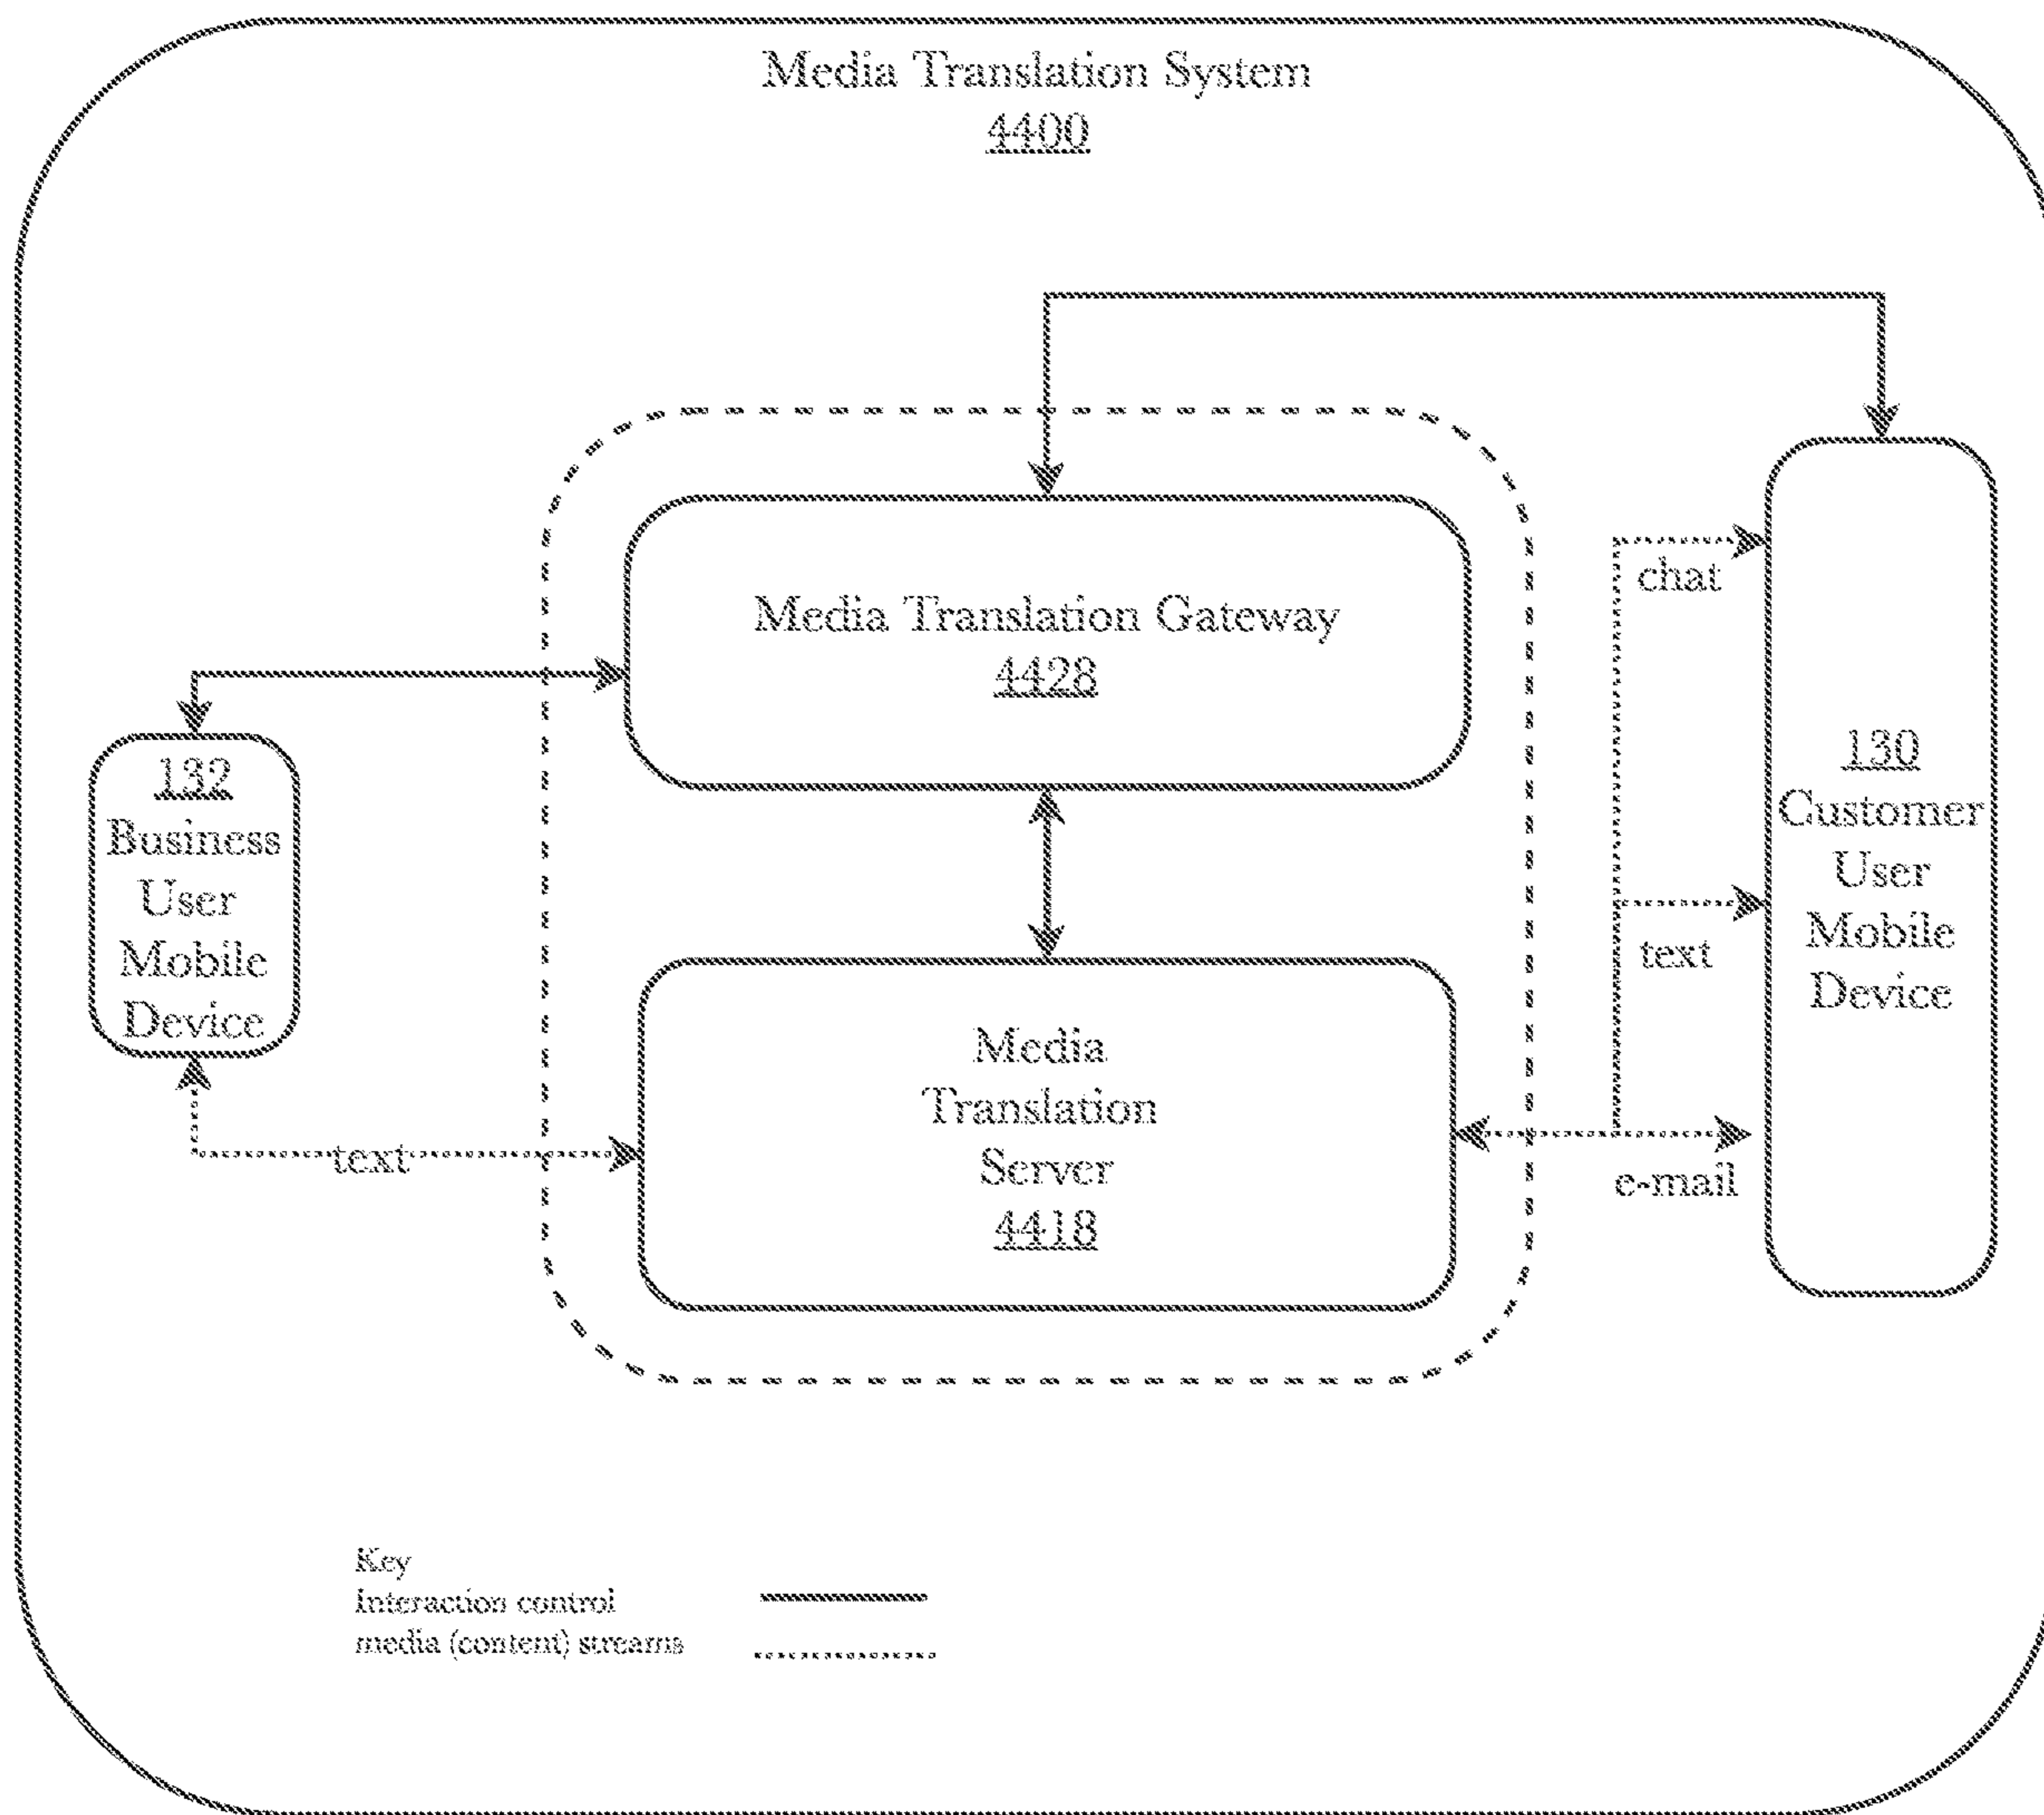 Media Translation System
4400
chat
Media Translation Gateway
4428
132
Business
User
Mobile
Device
130
Customer
User
Mobile
Device
text
Media
Translation
Server
4418
text
e-mail
Key
Interaction control
media (content) streams